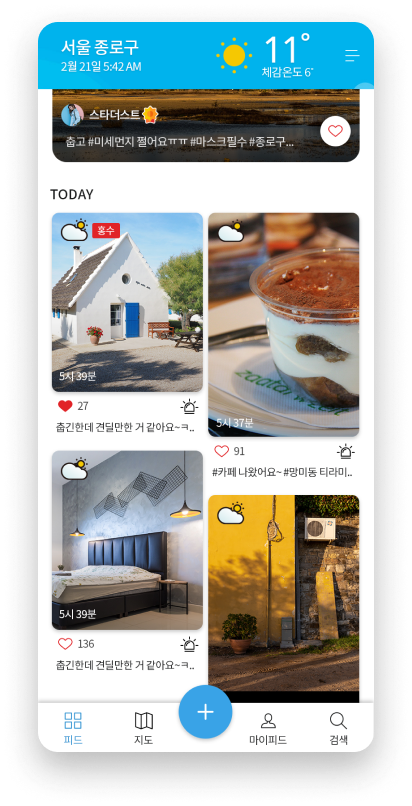 서울 종로구
2월 21일 5:42 AM
11°
체감온도 6°
스타더스트
춥고 #미세먼지 쩔어요ㅠㅠ #마스크필수 #종로구...
TODAY
홍수
5시 39분
27
춥긴한데 견딜만한 거 같아요~ㅋ..
5시 37분
91
#카페 나왔어요~ #망미동 티라미..
5시 39분
136
춥긴한데 견딜만한 거 같아요~ㅋ..
피드
지도
+
마이피드
검색